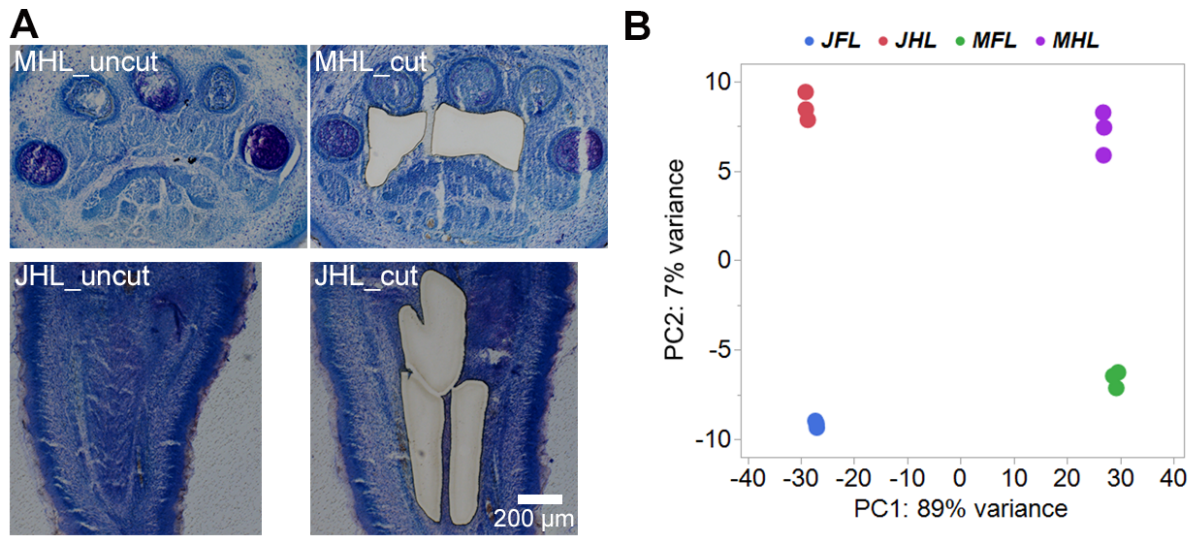 A
MHL_uncut
MHL_cut
JHL_uncut
JHL_cut
200 μm
B
JFL JHL MFL MHL
10
5
0
-5
-10
PC2: 7% variance
-40 -30 -20 -10 0 10 20 30 40
PC1: 89% variance